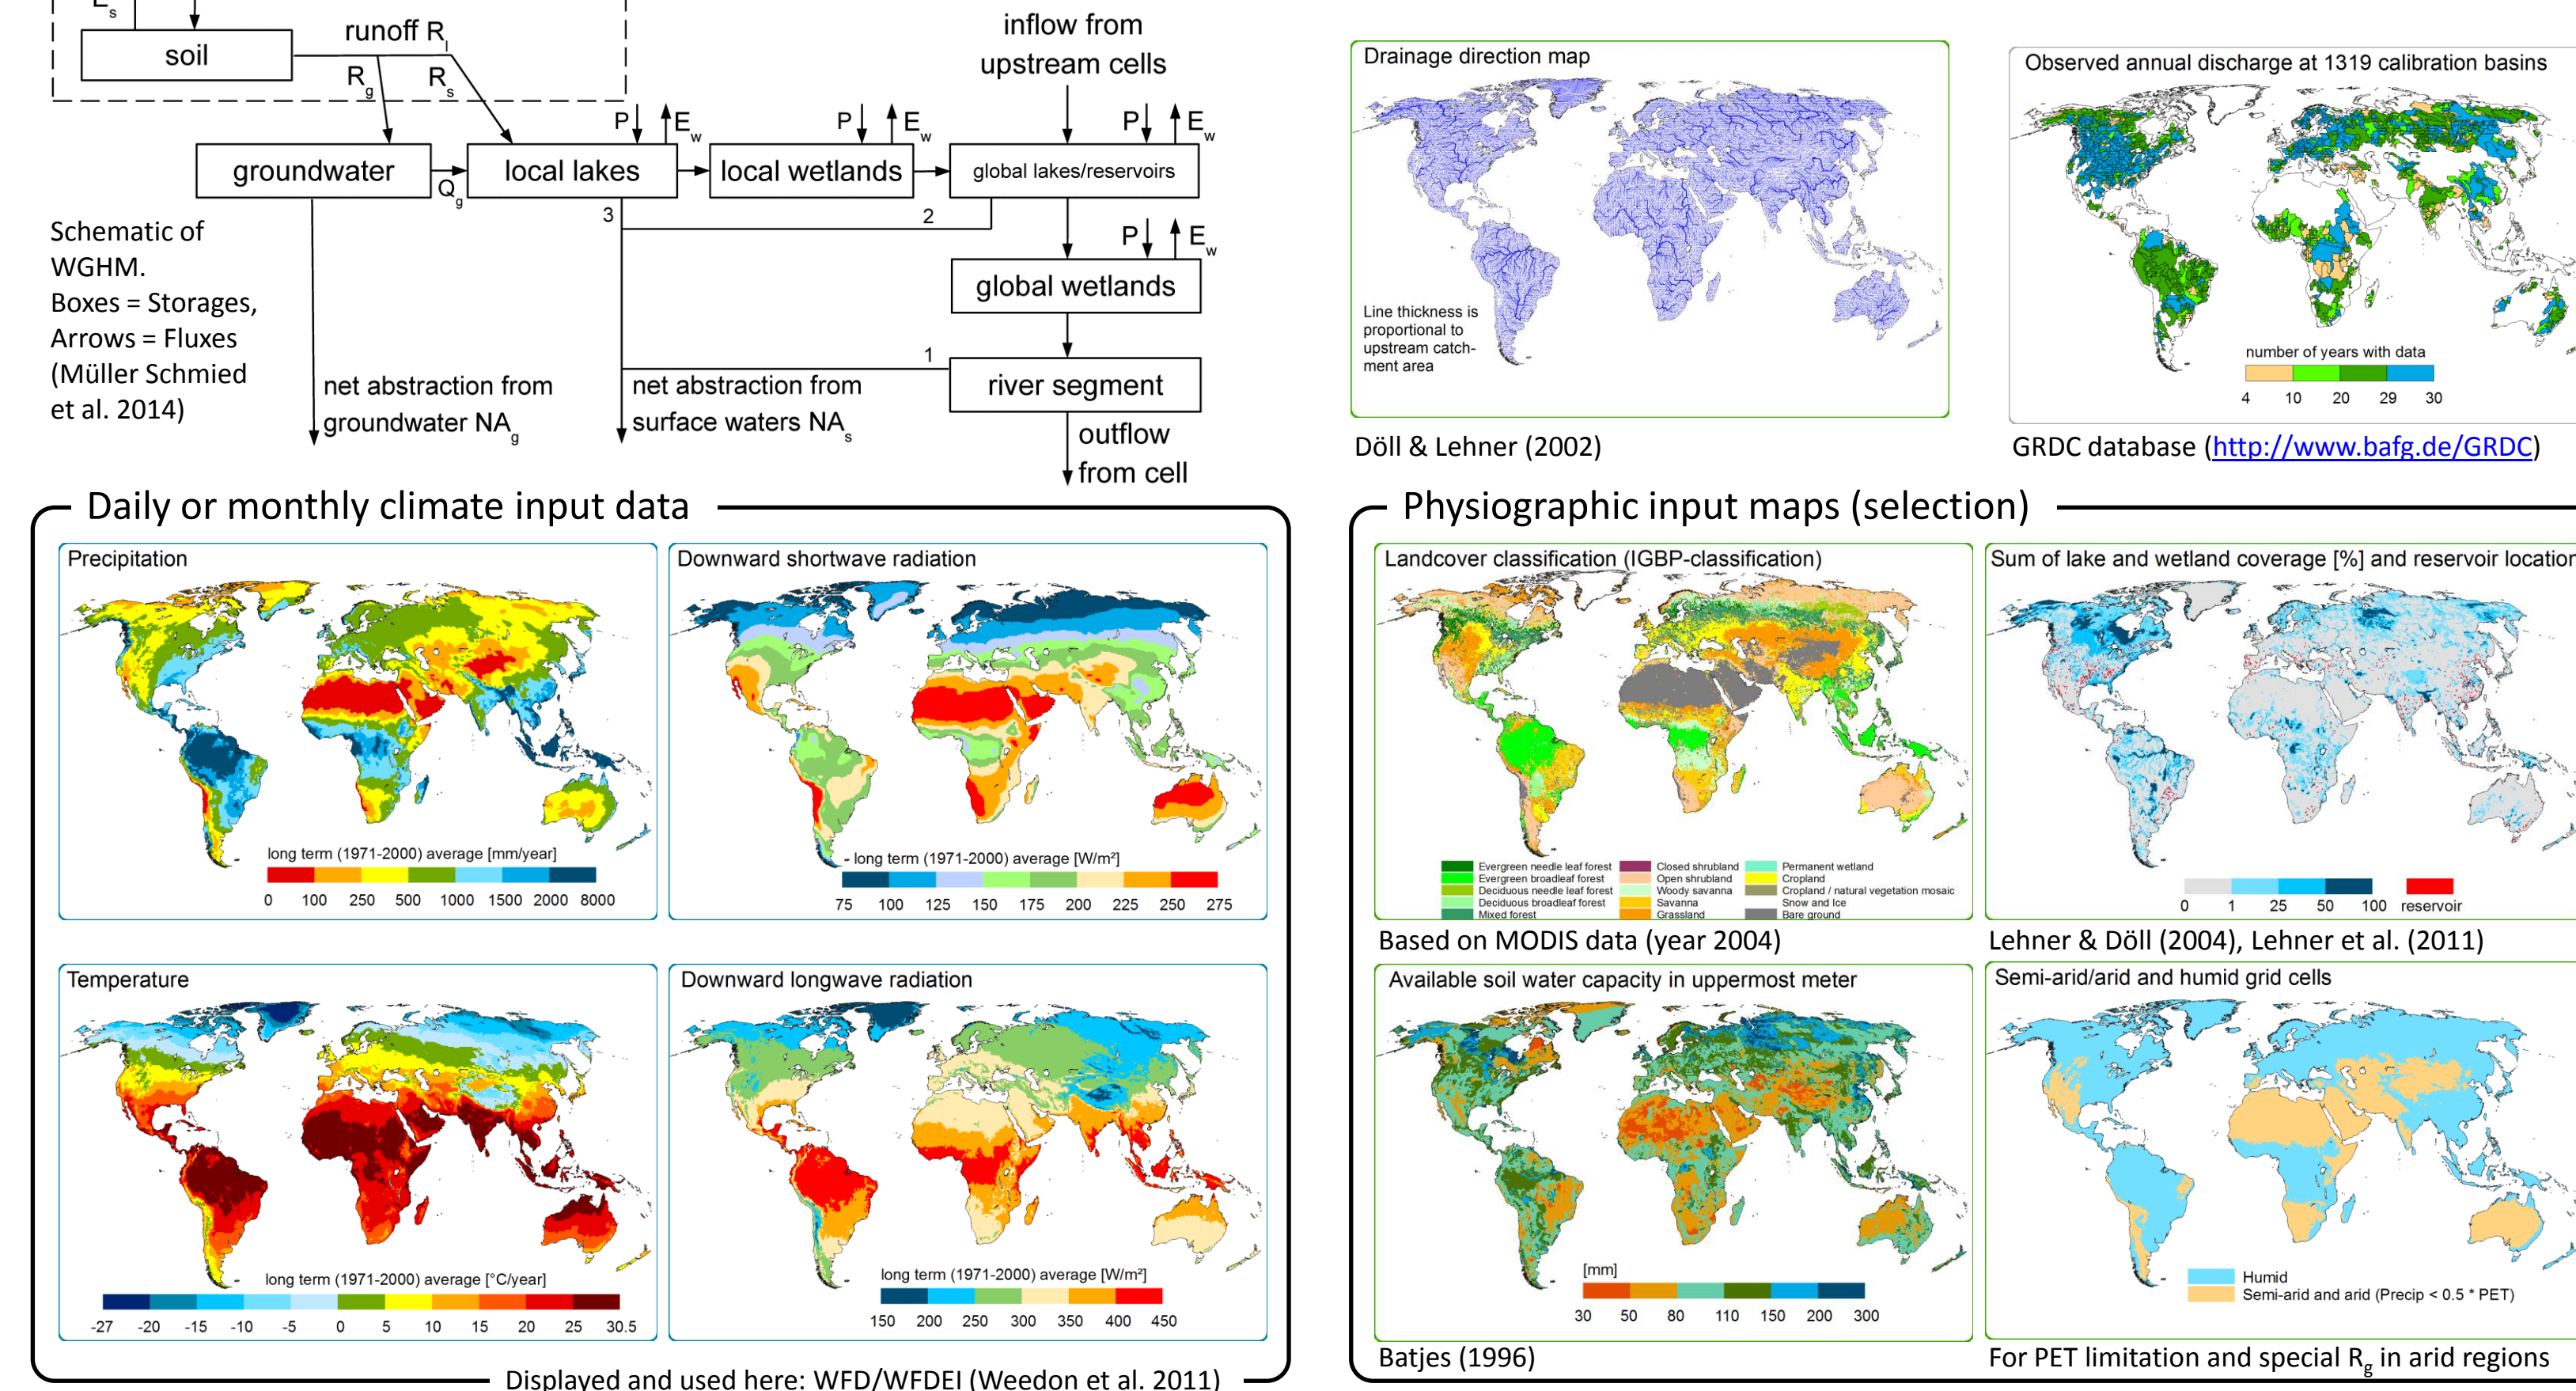 E_s
soil
runoff R_l
R_g
R_s
inflow from
upstream cells
P
E_w
P
E_w
P
E_w
groundwater
Q_g
local lakes
local wetlands
global lakes/reservoirs
3
2
P
E_w
global wetlands
1
river segment
net abstraction from
groundwater NA_g
net abstraction from
surface waters NA_s
outflow
from cell
Schematic of
WGHM.
Boxes = Storages,
Arrows = Fluxes
(Müller Schmied
et al. 2014)
Drainage direction map
Line thickness is
proportional to
upstream catch-
ment area
Döll & Lehner (2002)
Observed annual discharge at 1319 calibration basins
number of years with data
4 10 20 29 30
GRDC database (http://www.bafg.de/GRDC)
Daily or monthly climate input data
Precipitation
long term (1971-2000) average [mm/year]
0 100 250 500 1000 1500 2000 8000
Downward shortwave radiation
long term (1971-2000) average [W/m²]
75 100 125 150 175 200 225 250 275
Temperature
long term (1971-2000) average [°C/year]
-27 -20 -15 -10 -5 0 5 10 15 20 25 30.5
Downward longwave radiation
long term (1971-2000) average [W/m²]
150 200 250 300 350 400 450
Displayed and used here: WFD/WFDEI (Weedon et al. 2011)
Physiographic input maps (selection)
Landcover classification (IGBP-classification)
Evergreen needle leaf forest
Evergreen broadleaf forest
Deciduous needle leaf forest
Deciduous broadleaf forest
Mixed forest
Closed shrubland
Open shrubland
Woody savanna
Savanna
Grassland
Permanent wetland
Cropland
Cropland / natural vegetation mosaic
Snow and Ice
Bare ground
Based on MODIS data (year 2004)
Sum of lake and wetland coverage [%] and reservoir location
0 1 25 50 100 reservoir
Lehner & Döll (2004), Lehner et al. (2011)
Available soil water capacity in uppermost meter
[mm]
30 50 80 110 150 200 300
Batjes (1996)
Semi-arid/arid and humid grid cells
Humid
Semi-arid and arid (Precip < 0.5 * PET)
For PET limitation and special R_g in arid regions